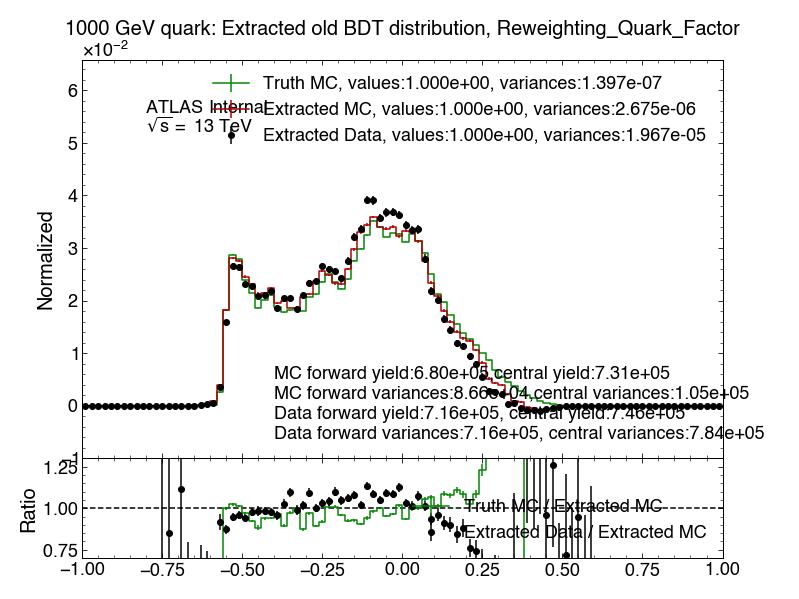 1000 GeV quark: Extracted old BDT distribution, Reweighting_Quark_Factor
×10⁻²
Truth MC, values:1.000e+00, variances:1.397e-07
ATLAS Internal
Extracted MC, values:1.000e+00, variances:2.675e-06
√s = 13 TeV
Extracted Data, values:1.000e+00, variances:1.967e-05
Normalized
6
5
4
3
2
1
0
−1
MC forward yield:6.80e+05, central yield:7.31e+05
MC forward variances:8.66e+04, central variances:1.05e+05
Data forward yield:7.16e+05, central yield:7.46e+05
Data forward variances:7.16e+05, central variances:7.84e+05
Ratio
1.25
1.00
0.75
Truth MC / Extracted MC
Extracted Data / Extracted MC
−1.00 −0.75 −0.50 −0.25 0.00 0.25 0.50 0.75 1.00